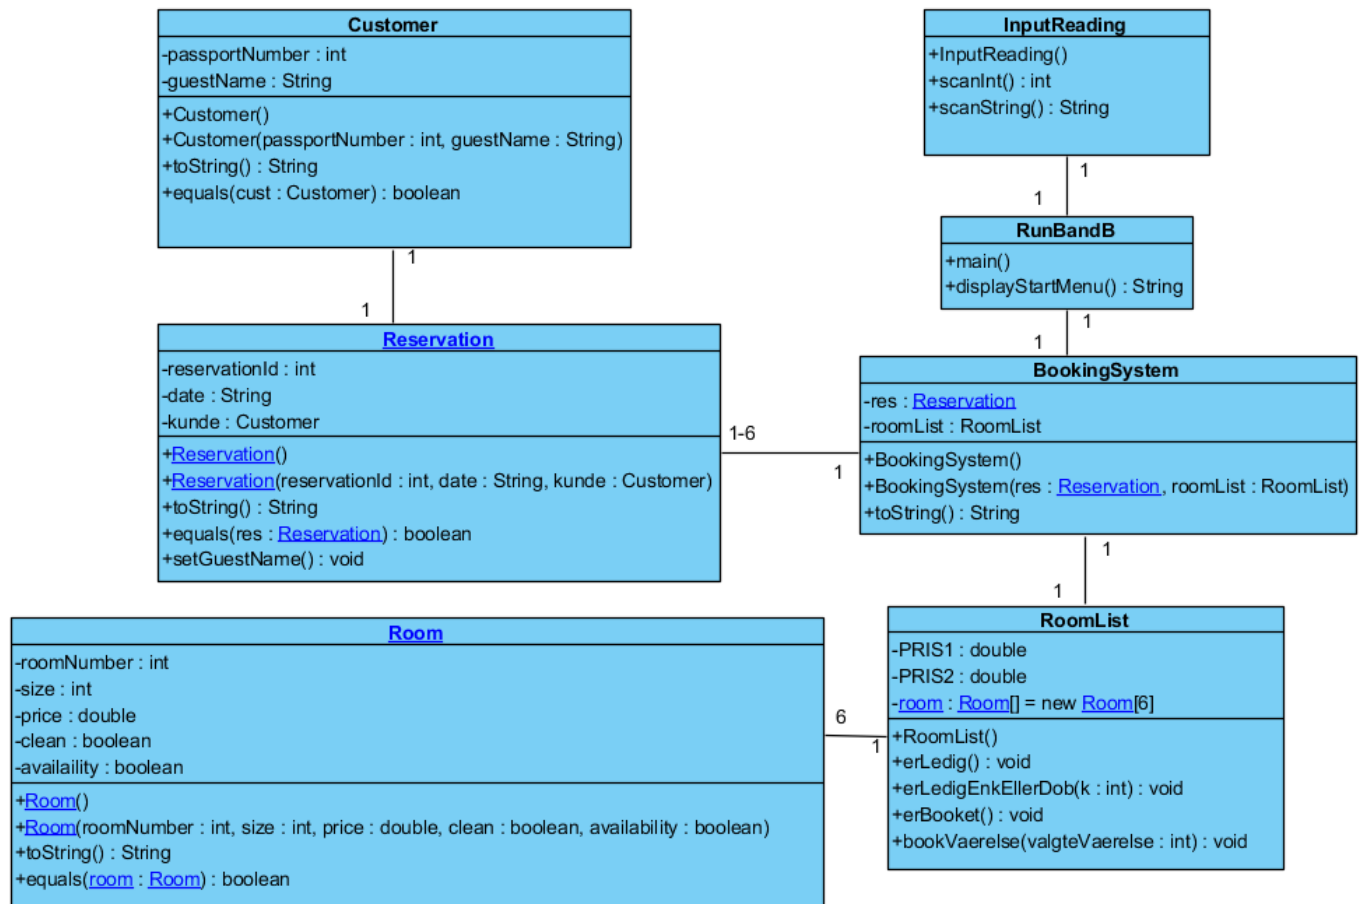 Customer
-passportNumber : int
-guestName : String
+Customer()
+Customer(passportNumber : int, guestName : String)
+toString() : String
+equals(cust : Customer) : boolean
1
1
InputReading
+InputReading()
+scanInt() : int
+scanString() : String
1
1
RunBandB
+main()
+displayStartMenu() : String
1
1
Reservation
-reservationId : int
-date : String
-kunde : Customer
+Reservation()
+Reservation(reservationId : int, date : String, kunde : Customer)
+toString() : String
+equals(res : Reservation) : boolean
+setGuestName() : void
1-6
1
BookingSystem
-res : Reservation
-roomList : RoomList
+BookingSystem()
+BookingSystem(res : Reservation, roomList : RoomList)
+toString() : String
1
1
Room
-roomNumber : int
-size : int
-price : double
-clean : boolean
-availaility : boolean
+Room()
+Room(roomNumber : int, size : int, price : double, clean : boolean, availability : boolean)
+toString() : String
+equals(room : Room) : boolean
6
1
RoomList
-PRIS1 : double
-PRIS2 : double
-room : Room[] = new Room[6]
+RoomList()
+erLedig() : void
+erLedigEnkEllerDob(k : int) : void
+erBooket() : void
+bookVaerelse(valgteVaerelse : int) : void